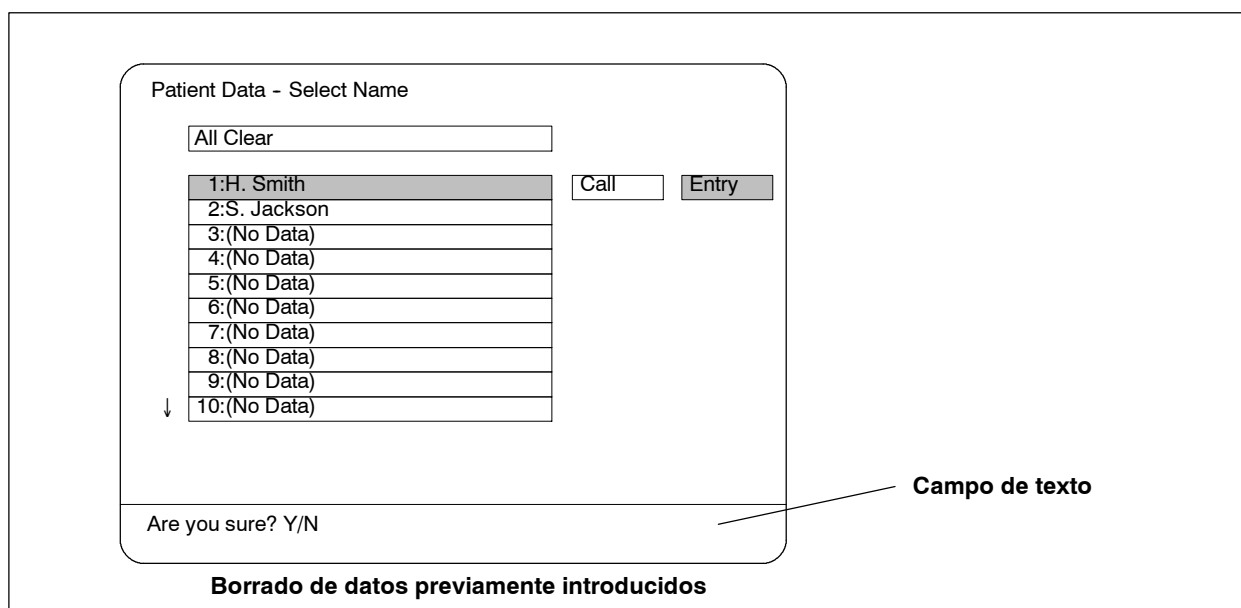 Patient Data - Select Name
All Clear
1:H. Smith Call Entry
2:S. Jackson
3:(No Data)
4:(No Data)
5:(No Data)
6:(No Data)
7:(No Data)
8:(No Data)
9:(No Data)
↓ 10:(No Data)
Campo de texto
Are you sure? Y/N
Borrado de datos previamente introducidos